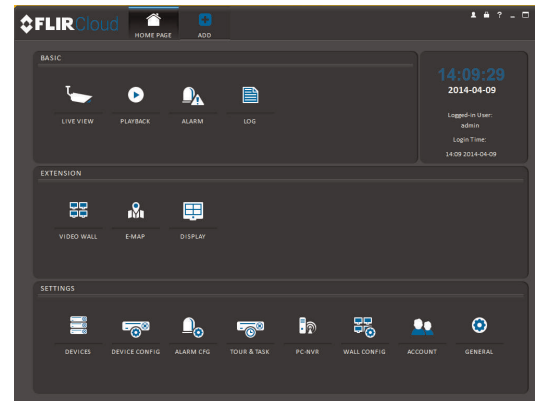 FLIRCloud
HOME PAGE
ADD
?
BASIC
LIVE VIEW
PLAYBACK
ALARM
LOG
14:09:29
2014-04-09
Logged-in User:
admin
Login Time:
14:09 2014-04-09
EXTENSION
VIDEO WALL
E-MAP
DISPLAY
SETTINGS
DEVICES
DEVICE CONFIG
ALARM CFG
TOUR & TASK
PC-NVR
WALL CONFIG
ACCOUNT
GENERAL